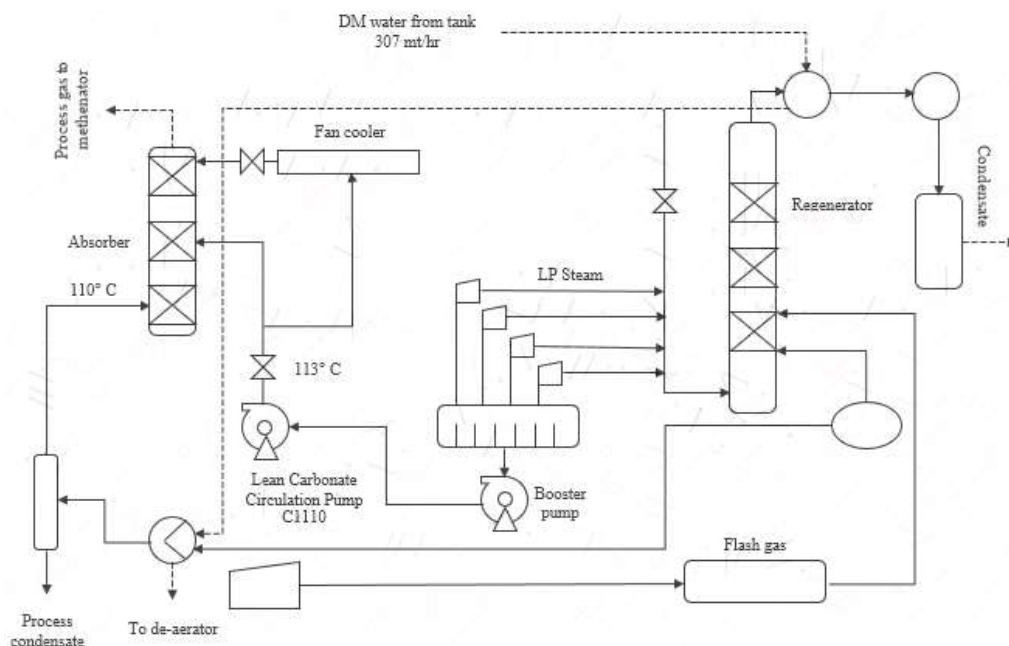 DM water from tank
307 mt/hr
Process gas to
methenator
Fan cooler
Condensate
Regenerator
Absorber
LP Steam
110° C
113° C
Lean Carbonate
Circulation Pump
C1110
Booster
pump
Flash gas
Process
condensate
To de-aerator